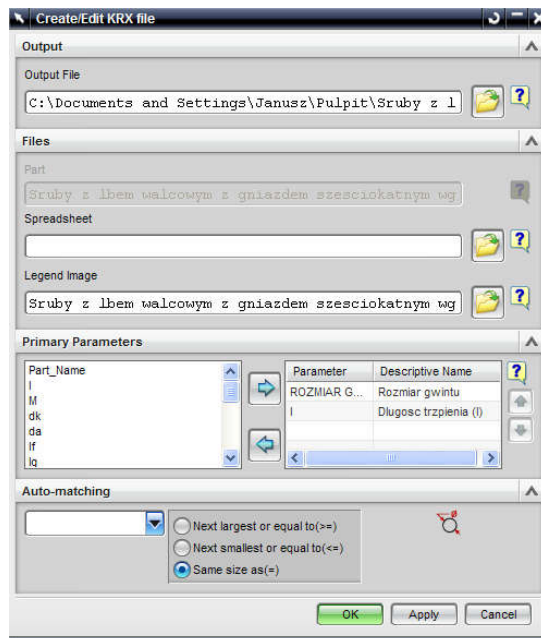 Create/Edit KRX file
Output
Output File
C:\Documents and Settings\Janusz\Pulpit\Sruby z l
Files
Part
Sruby z lbem walcowym z gniazdem szesciokatnym wg
Spreadsheet
Legend Image
Sruby z lbem walcowym z gniazdem szesciokatnym wg
Primary Parameters
Part_Name
l
M
dk
da
lf
lg
Parameter Descriptive Name
ROZMIAR G... Rozmiar gwintu
l Dlugosc trzpienia (l)
Auto-matching
Next largest or equal to(>=)
Next smallest or equal to(<=)
Same size as(=)
OK Apply Cancel